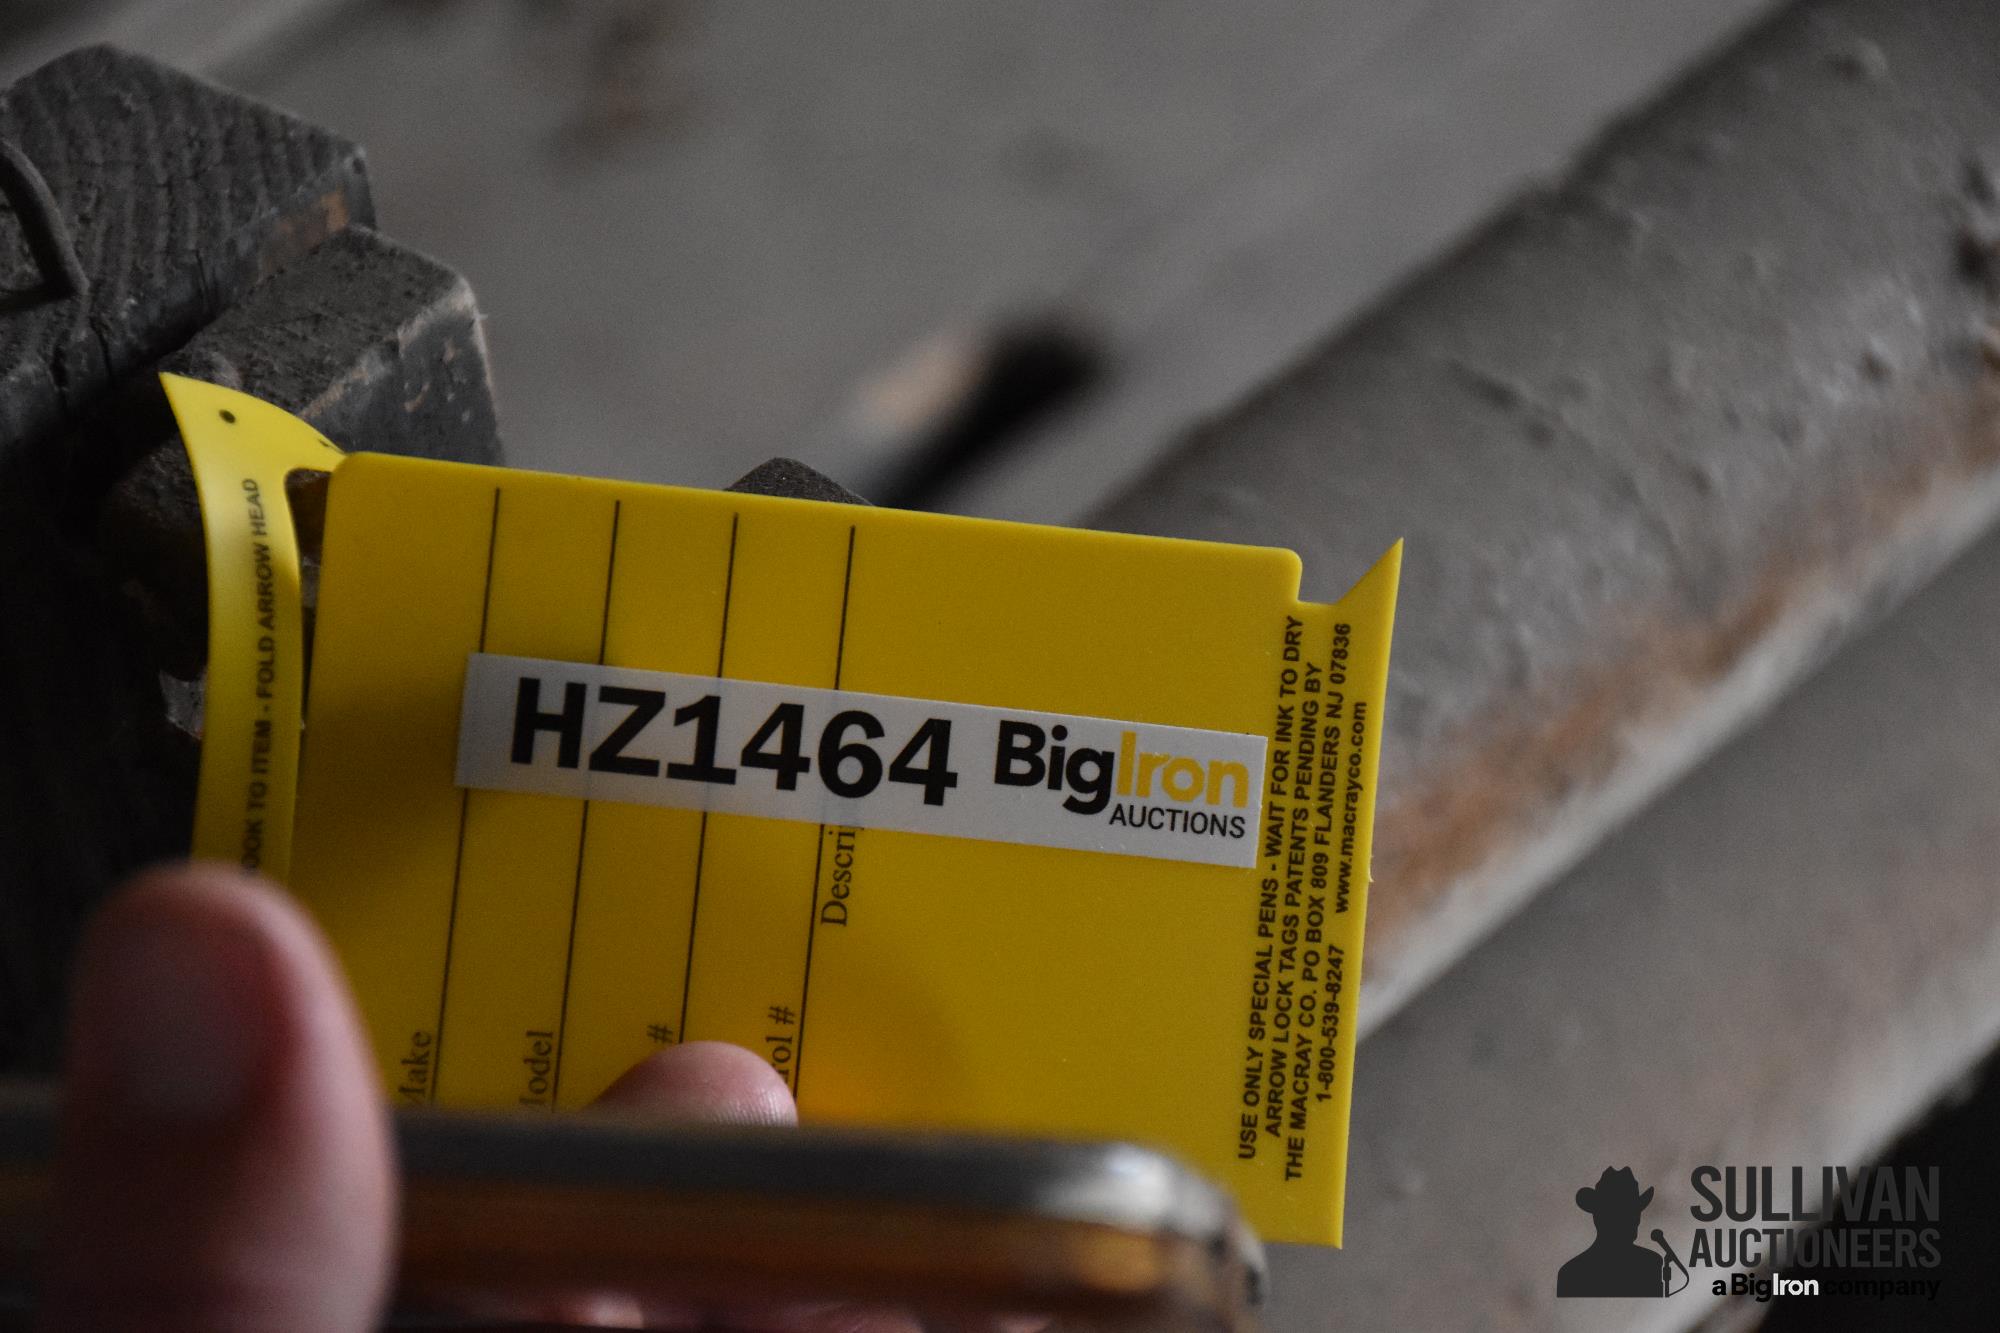 HZ1464 BigIron
AUCTIONS
FOLD ARROW HEAD
TO ITEM -
USE ONLY SPECIAL PENS - WAIT FOR INK TO DRY
ARROW LOCK TAGS PATENTS PENDING BY
THE MACRAY CO. PO BOX 809 FLANDERS NJ 07836
1-800-539-8247 www.macrayco.com
Make
Model
#
rol #
Descri
SULLIVAN
AUCTIONEERS
a BigIron company